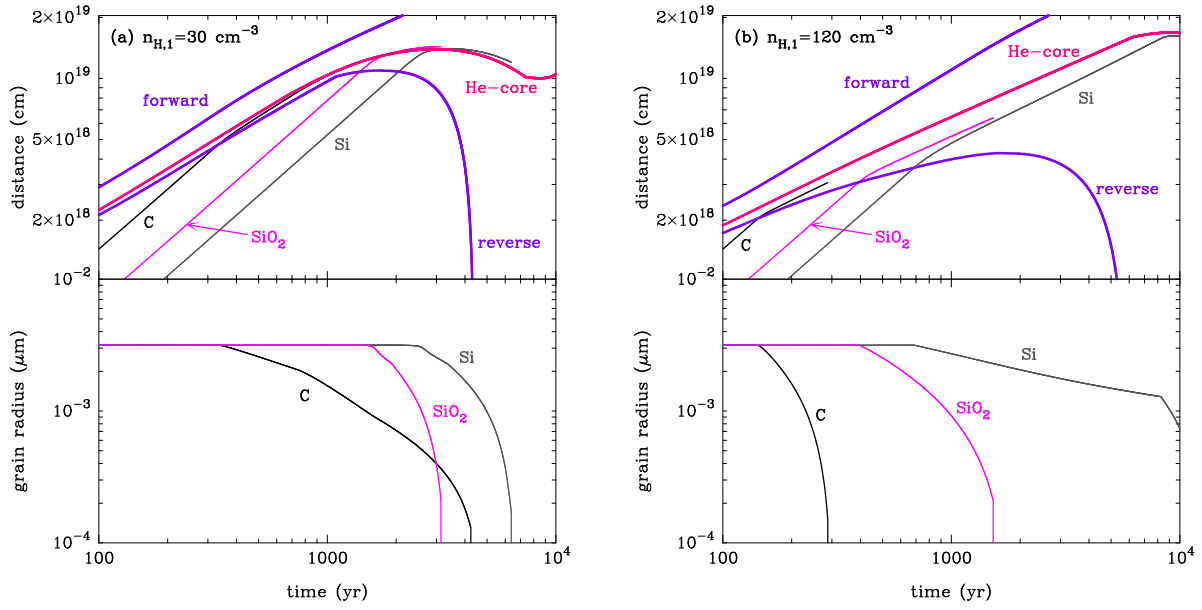 (a) n_H,1=30 cm⁻³
2×10¹⁹
10¹⁹
5×10¹⁸
2×10¹⁸
10⁻²
distance (cm)
forward
He−core
Si
C
SiO₂
reverse
10⁻³
10⁻⁴
grain radius (μm)
Si
C
SiO₂
100
1000
10⁴
time (yr)
(b) n_H,1=120 cm⁻³
2×10¹⁹
10¹⁹
5×10¹⁸
2×10¹⁸
10⁻²
distance (cm)
He−core
forward
Si
reverse
C
SiO₂
10⁻³
10⁻⁴
grain radius (μm)
Si
C
SiO₂
100
1000
10⁴
time (yr)